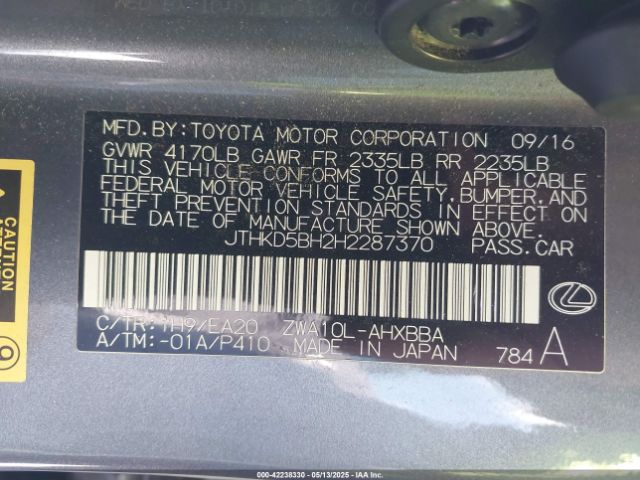 MFD.BY:TOYOTA MOTOR CORPORATION 09/16
GVWR 4170LB GAWR FR 2335LB RR 2235LB
THIS VEHICLE CONFORMS TO ALL APPLICABLE
FEDERAL MOTOR VEHICLE SAFETY, BUMPER, AND
THEFT PREVENTION STANDARDS IN EFFECT ON
THE DATE OF MANUFACTURE SHOWN ABOVE.
JTHKD5BH2H2287370 PASS.CAR
C/TR:1H9/EA20 ZWA10L-AHXBBA
A/TM:-01A/P410 MADE IN JAPAN 784 A
CAUTION
000-42238330 - 05/13/2025 - IAAI.COM